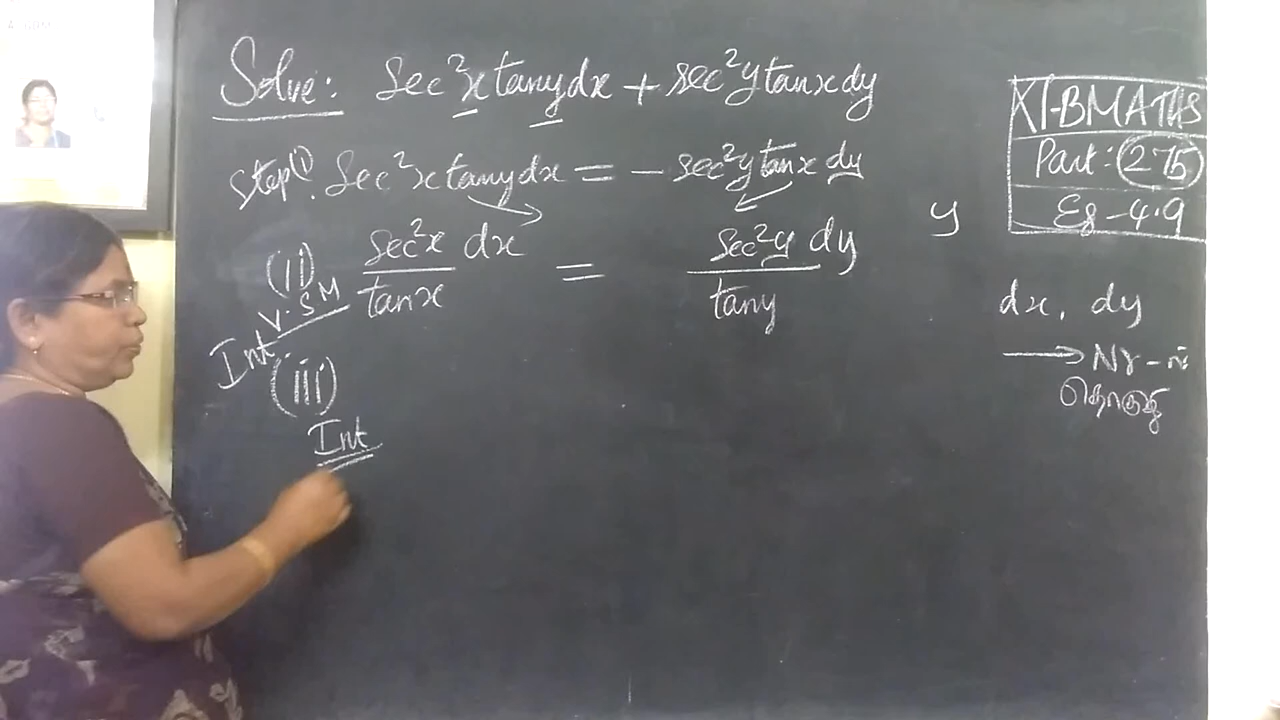 Solve: Sec²x tany dx + sec²y tanx dy
step(i). Sec²x tany dx = - sec²y tanx dy
(ii) sec²x/tanx dx = sec²y/tany dy
V.S M
Int
(iii)
Int
XI-BMATHS
Part: 275
Eg-4.9
y
dx, dy
→ Nr-ல்